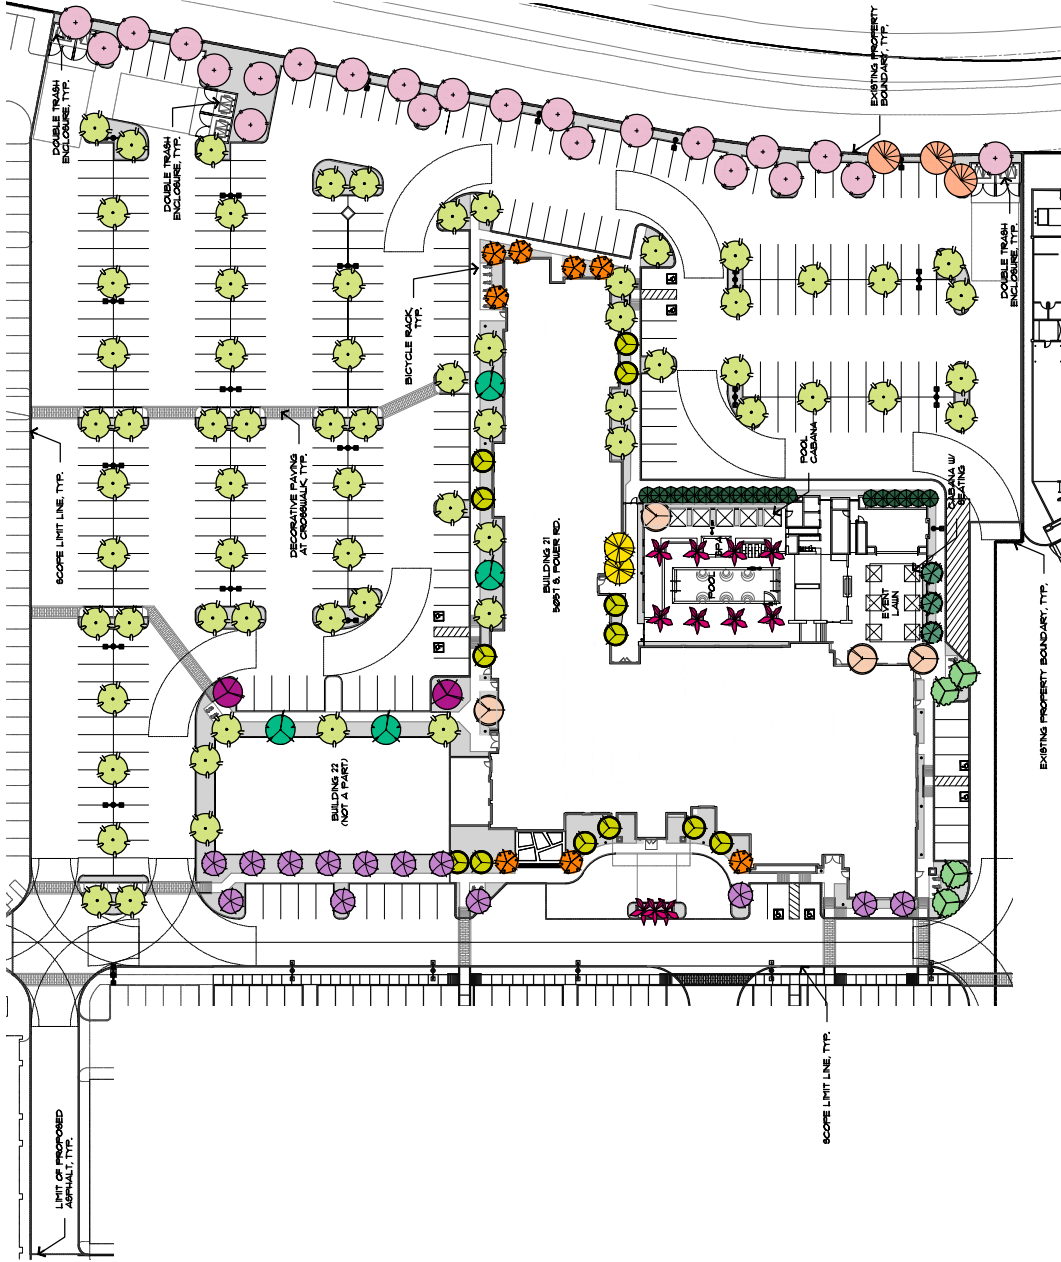 DOUBLE TRASH
ENCLOSURE, TYP.
DOUBLE TRASH
ENCLOSURE, TYP.
EXISTING PROPERTY
BOUNDARY, TYP.
DOUBLE TRASH
ENCLOSURE, TYP.
BICYCLE RACK,
TYP.
SCOPE LIMIT LINE, TYP.
DECORATIVE PAVING
AT CROSSWALK, TYP.
POOL
CABANA
CABANA W/
SEATING
BUILDING 21
5057 S. POWER RD.
SPA
POOL
EVENT
LAWN
EXISTING PROPERTY BOUNDARY, TYP.
BUILDING 22
(NOT A PART)
SCOPE LIMIT LINE, TYP.
LIMIT OF PROPOSED
ASPHALT, TYP.